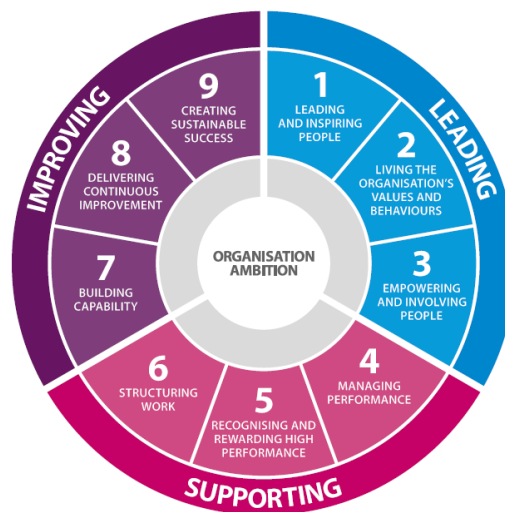 LEADING
1
LEADING
AND INSPIRING
PEOPLE
2
LIVING THE
ORGANISATION'S
VALUES AND
BEHAVIOURS
3
EMPOWERING
AND INVOLVING
PEOPLE
SUPPORTING
4
MANAGING
PERFORMANCE
5
RECOGNISING AND
REWARDING HIGH
PERFORMANCE
6
STRUCTURING
WORK
IMPROVING
7
BUILDING
CAPABILITY
8
DELIVERING
CONTINUOUS
IMPROVEMENT
9
CREATING
SUSTAINABLE
SUCCESS
ORGANISATION
AMBITION